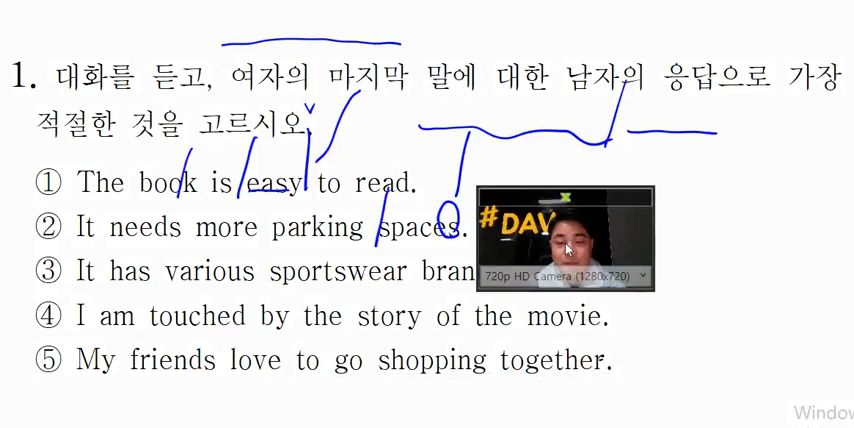 1. 대화를 듣고, 여자의 마지막 말에 대한 남자의 응답으로 가장
적절한 것을 고르시오.
① The book is easy to read.
② It needs more parking spaces.
#DAV
③ It has various sportswear bran
720p HD Camera (1280x720)
④ I am touched by the story of the movie.
⑤ My friends love to go shopping together.
Window